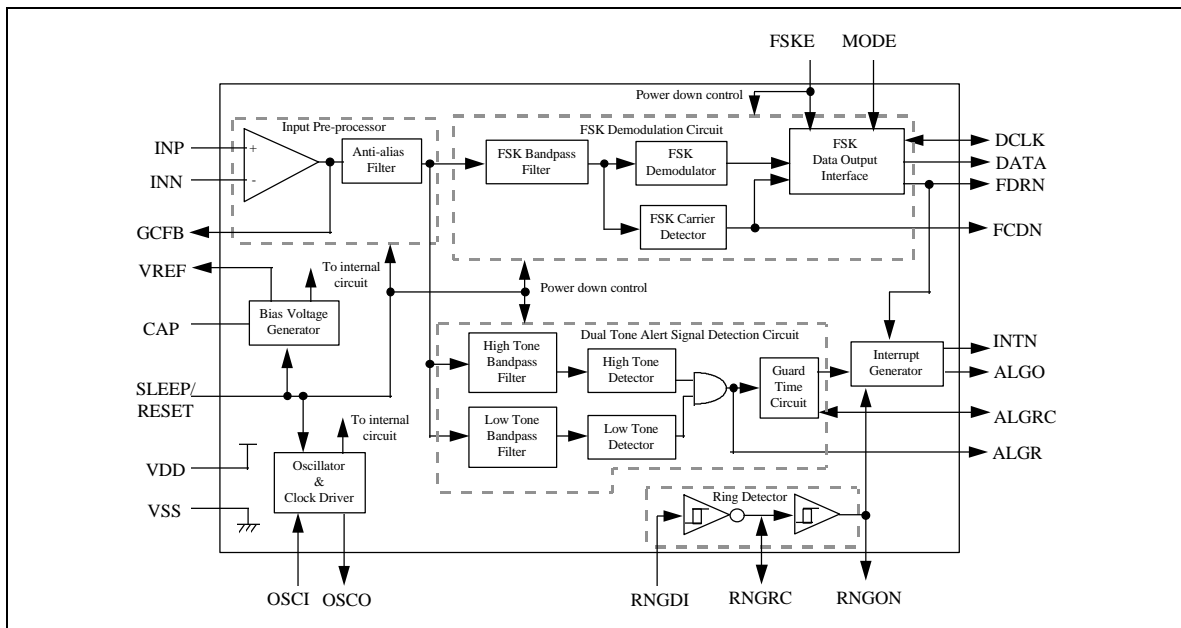 FSKE MODE
Power down control
Input Pre-processor
FSK Demodulation Circuit
INP
+
Anti-alias
Filter
FSK Bandpass
Filter
FSK
Demodulator
FSK
Data Output
Interface
DCLK
DATA
INN
-
FDRN
GCFB
FSK Carrier
Detector
FCDN
VREF
To internal
circuit
Power down control
CAP
Bias Voltage
Generator
Dual Tone Alert Signal Detection Circuit
High Tone
Bandpass
Filter
High Tone
Detector
Guard
Time
Circuit
Interrupt
Generator
INTN
ALGO
SLEEP/
RESET
To internal
circuit
Low Tone
Bandpass
Filter
Low Tone
Detector
ALGRC
ALGR
VDD
Oscillator
&
Clock Driver
VSS
Ring Detector
OSCI OSCO RNGDI RNGRC RNGON